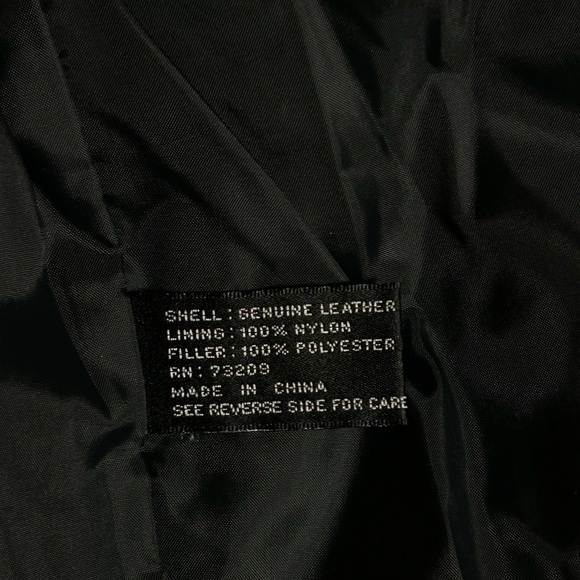 SHELL: GENUINE LEATHER
LINING: 100% NYLON
FILLER: 100% POLYESTER
RN: 73209
MADE IN CHINA
SEE REVERSE SIDE FOR CARE